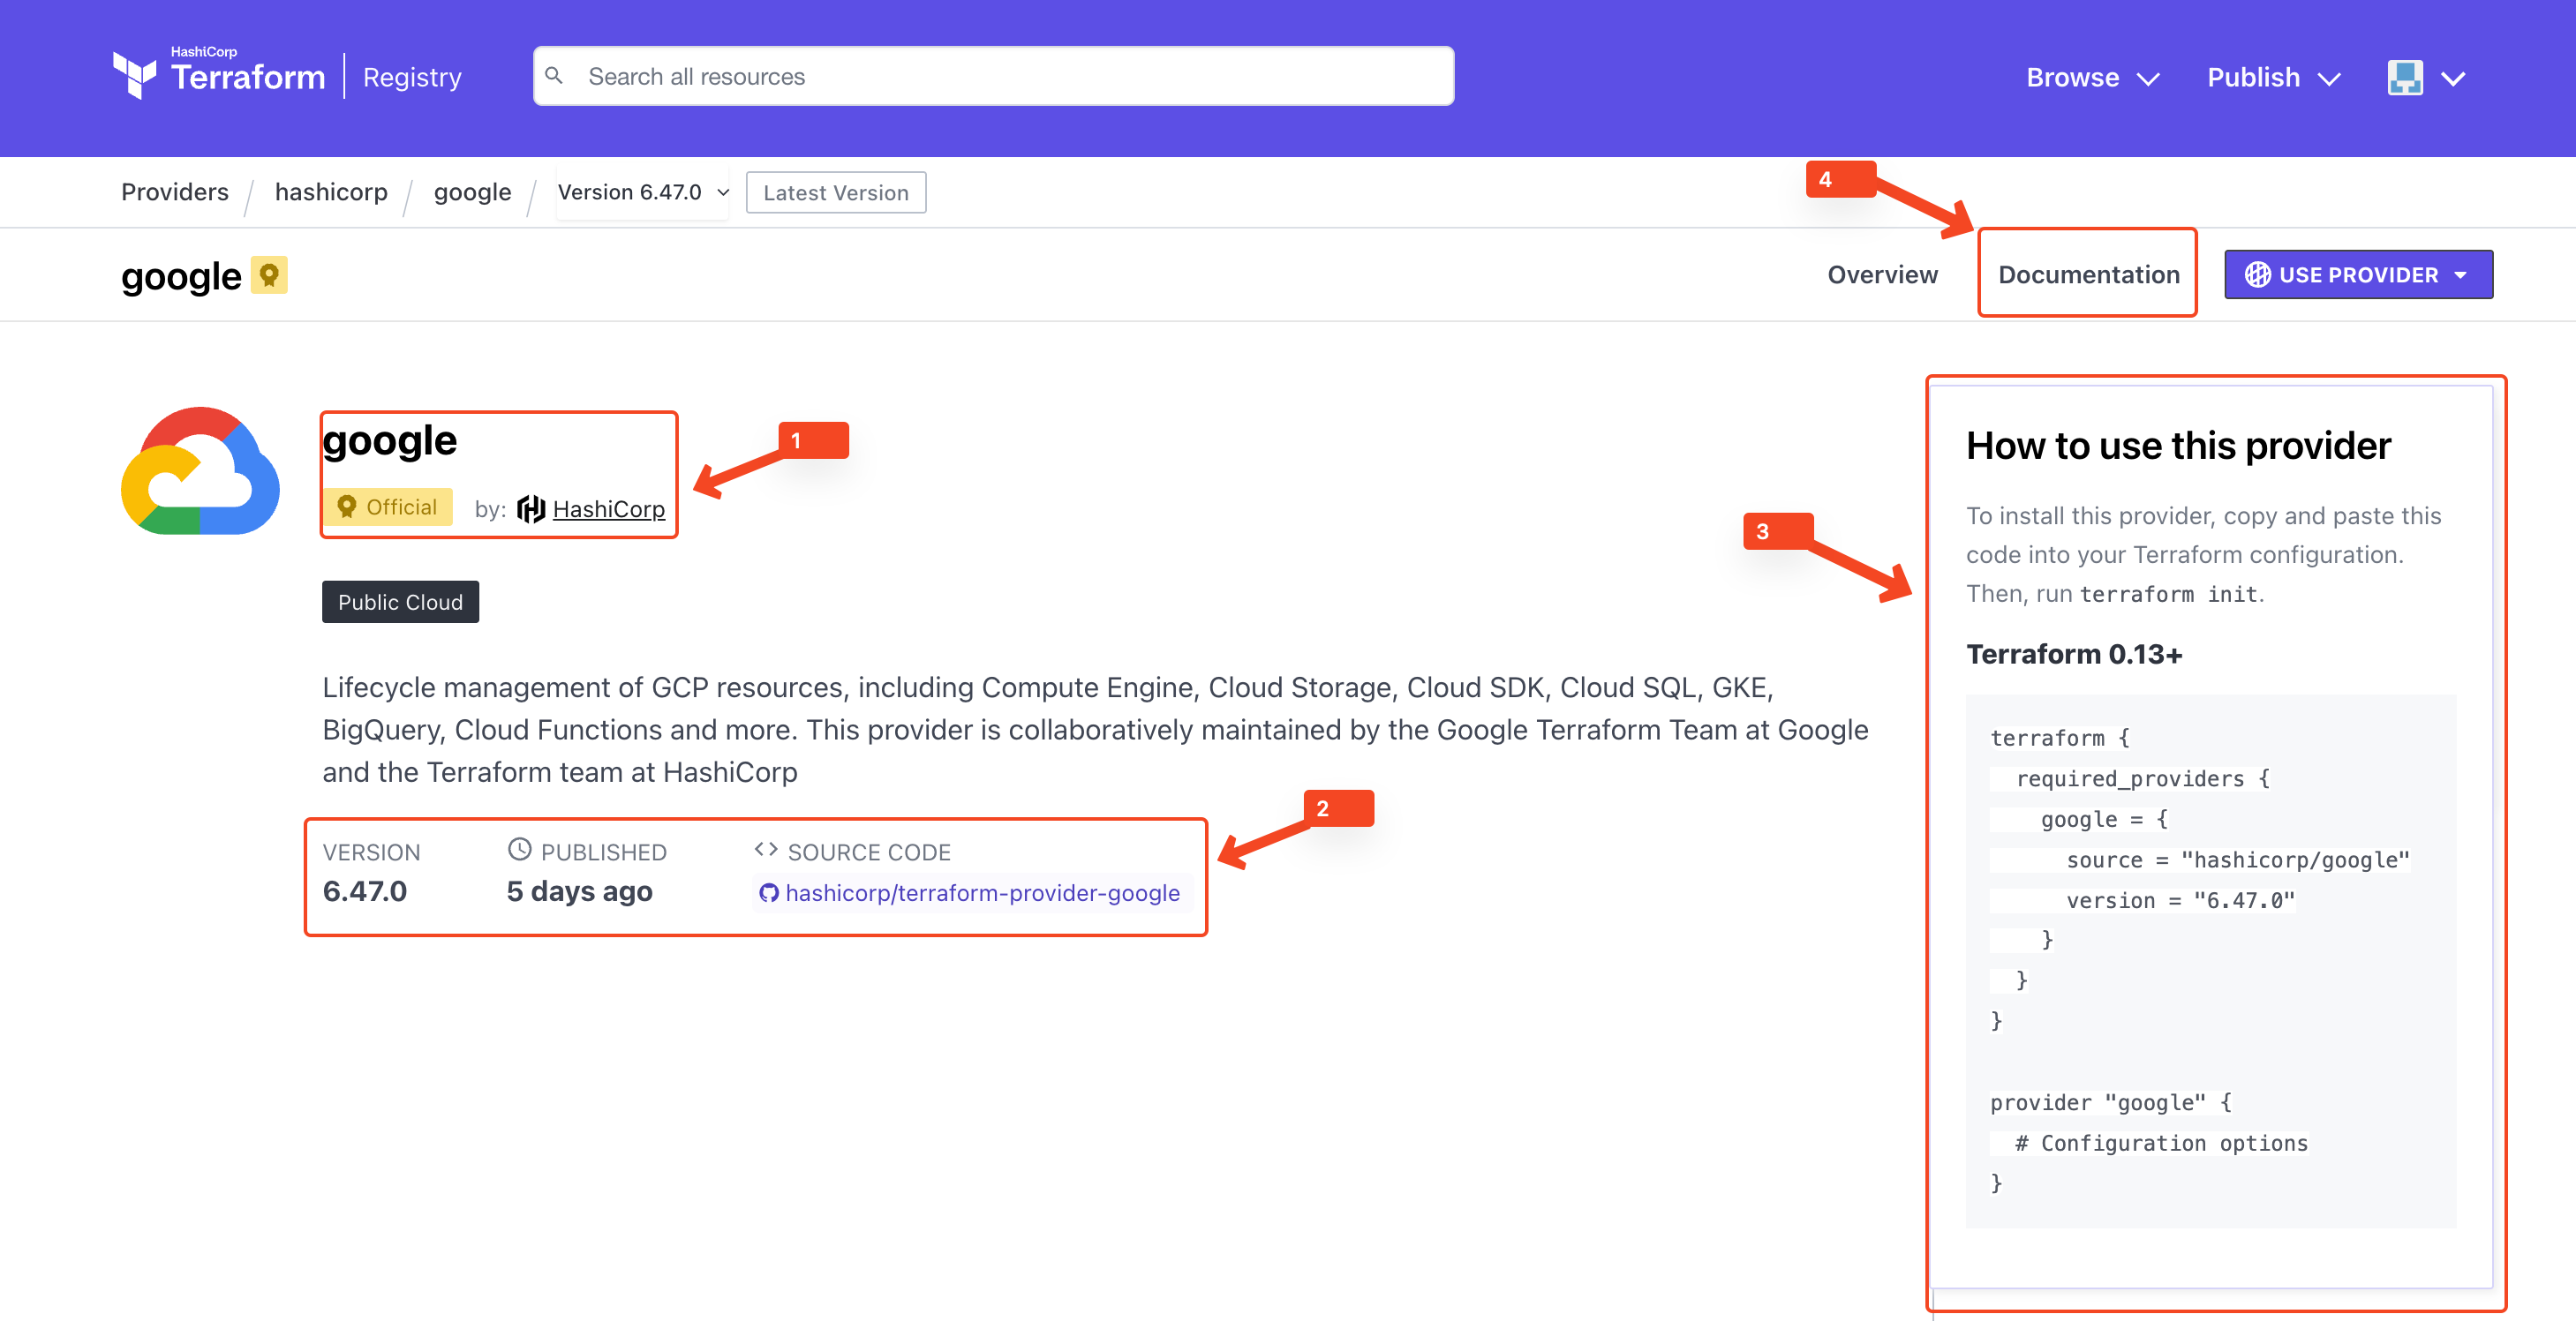 HashiCorp
Terraform | Registry
Search all resources
Browse
Publish
Providers / hashicorp / google / Version 6.47.0
Latest Version
4
google
Overview
Documentation
USE PROVIDER
google
Official
by: HashiCorp
1
Public Cloud
Lifecycle management of GCP resources, including Compute Engine, Cloud Storage, Cloud SDK, Cloud SQL, GKE,
BigQuery, Cloud Functions and more. This provider is collaboratively maintained by the Google Terraform Team at Google
and the Terraform team at HashiCorp
2
VERSION
6.47.0
PUBLISHED
5 days ago
<> SOURCE CODE
hashicorp/terraform-provider-google
3
How to use this provider
To install this provider, copy and paste this
code into your Terraform configuration.
Then, run terraform init.
Terraform 0.13+
terraform {
  required_providers {
    google = {
      source = "hashicorp/google"
      version = "6.47.0"
    }
  }
}
provider "google" {
  # Configuration options
}